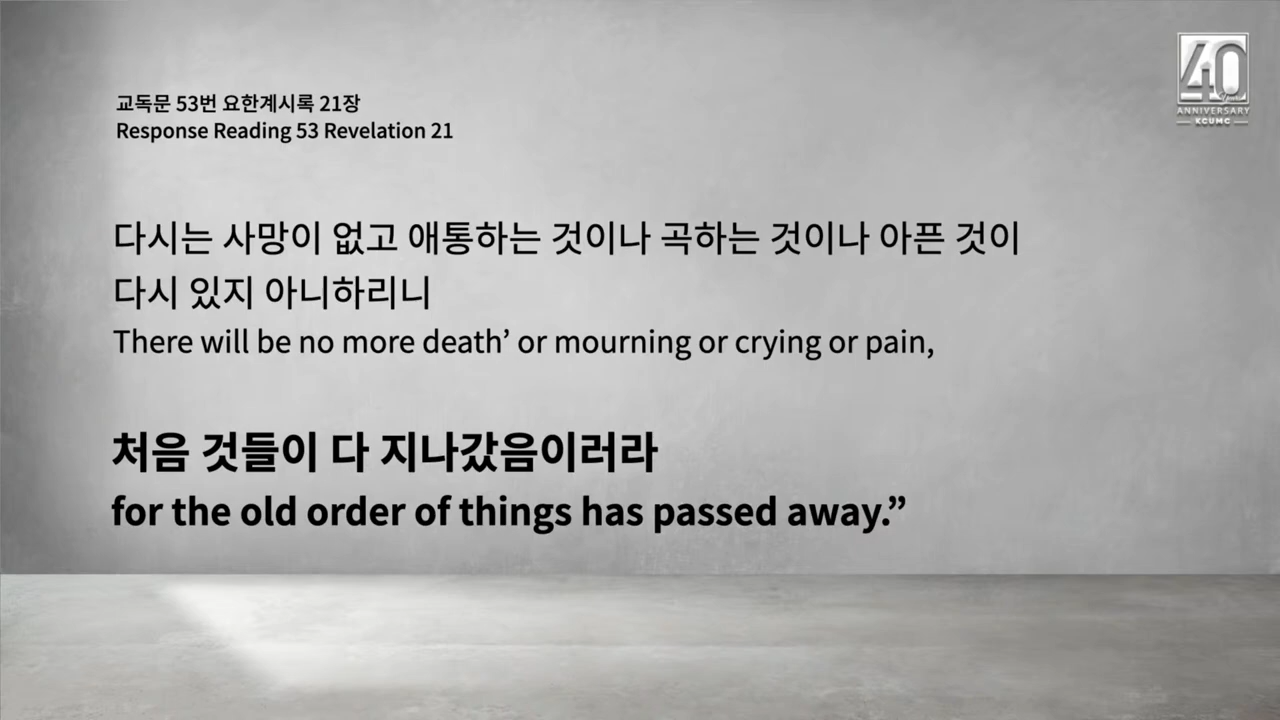 교독문 53번 요한계시록 21장
Response Reading 53 Revelation 21
40
ANNIVERSARY
KCUMC
다시는 사망이 없고 애통하는 것이나 곡하는 것이나 아픈 것이
다시 있지 아니하리니
There will be no more death’ or mourning or crying or pain,
처음 것들이 다 지나갔음이러라
for the old order of things has passed away.”